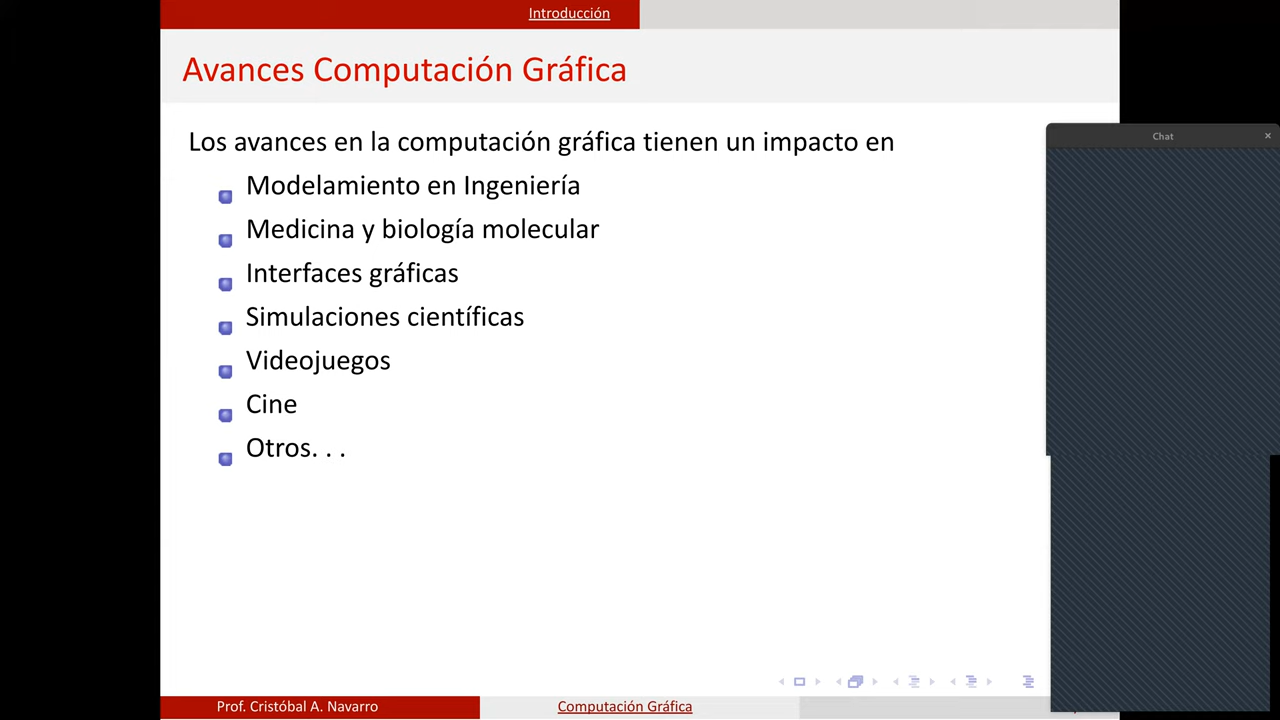 Introducción
Avances Computación Gráfica
Los avances en la computación gráfica tienen un impacto en
Modelamiento en Ingeniería
Medicina y biología molecular
Interfaces gráficas
Simulaciones científicas
Videojuegos
Cine
Otros. . .
Chat
Prof. Cristóbal A. Navarro
Computación Gráfica